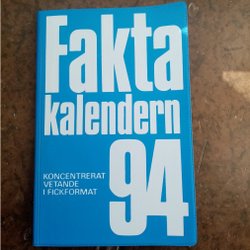 Fakta
kalendern
KONCENTRERAT
VETANDE
I FICKFORMAT
94